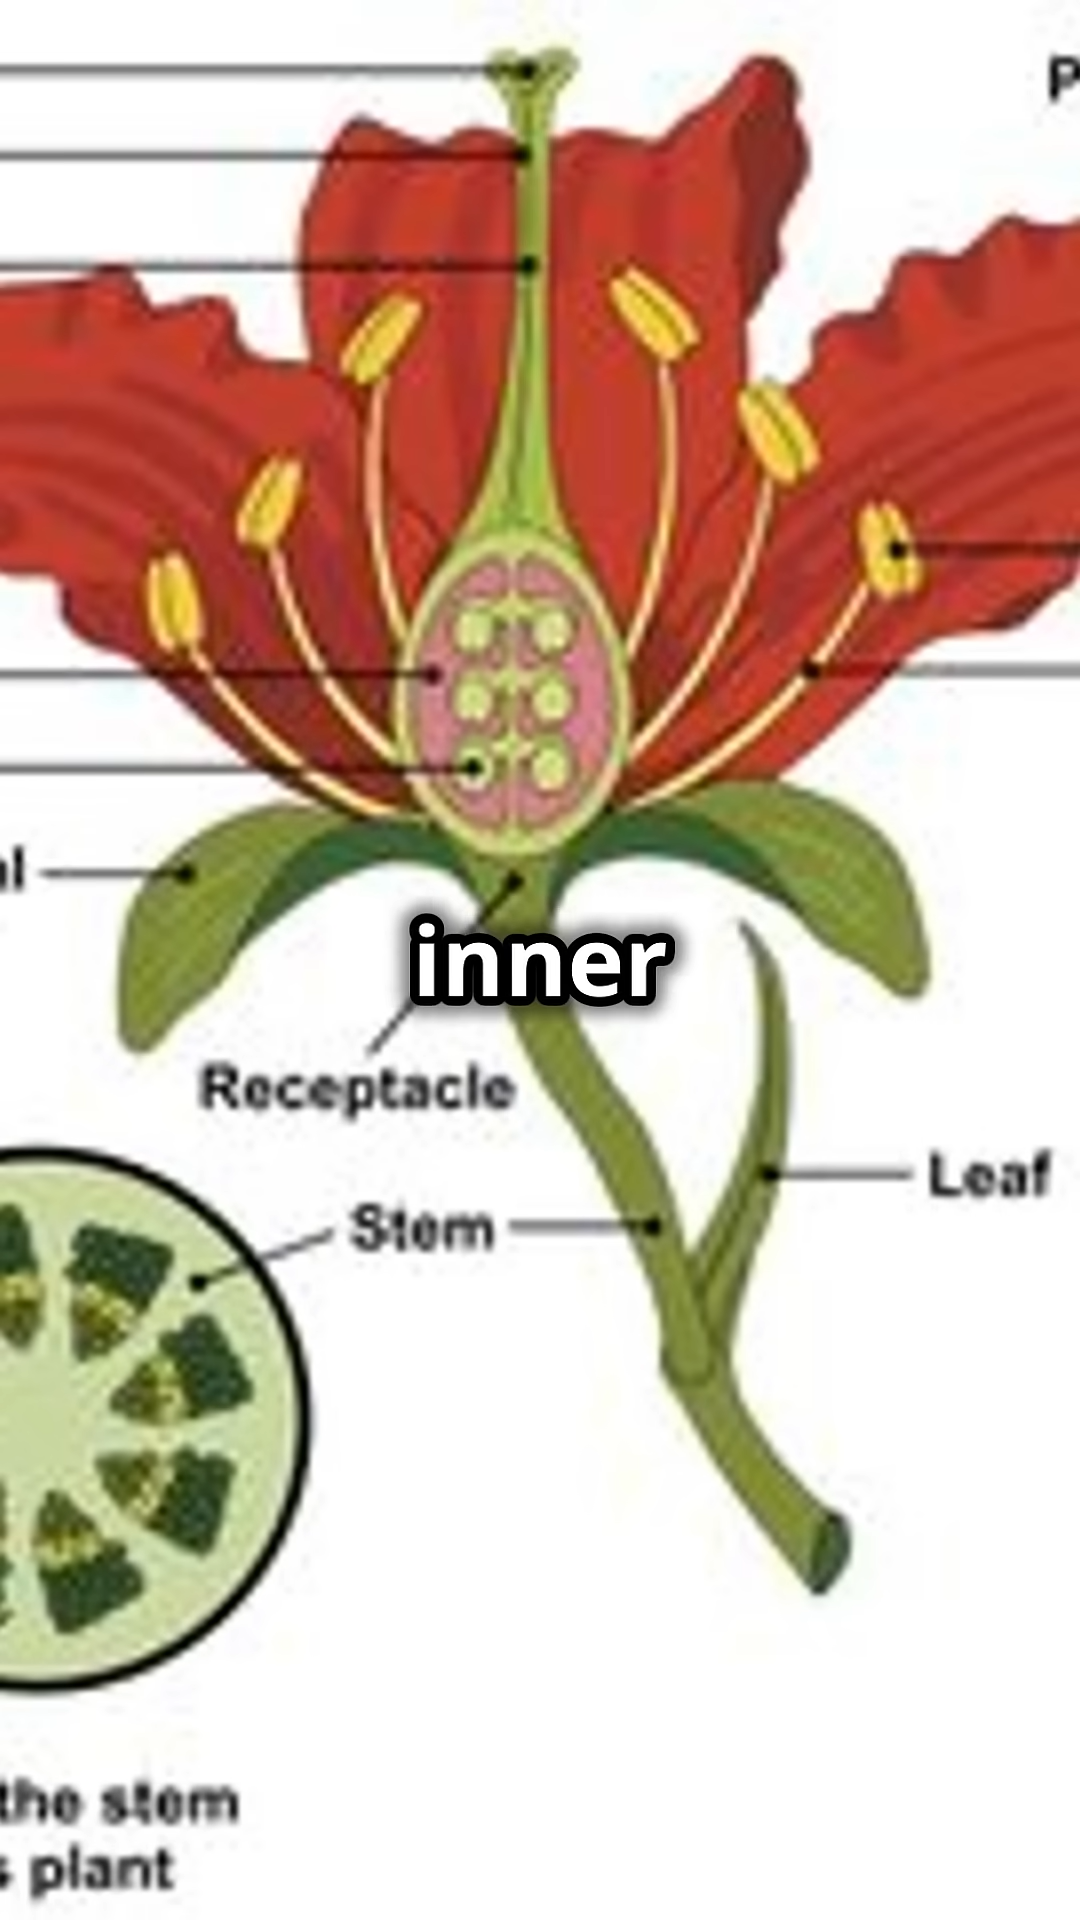 P
al
inner
Receptacle
Leaf
Stem
the stem
s plant